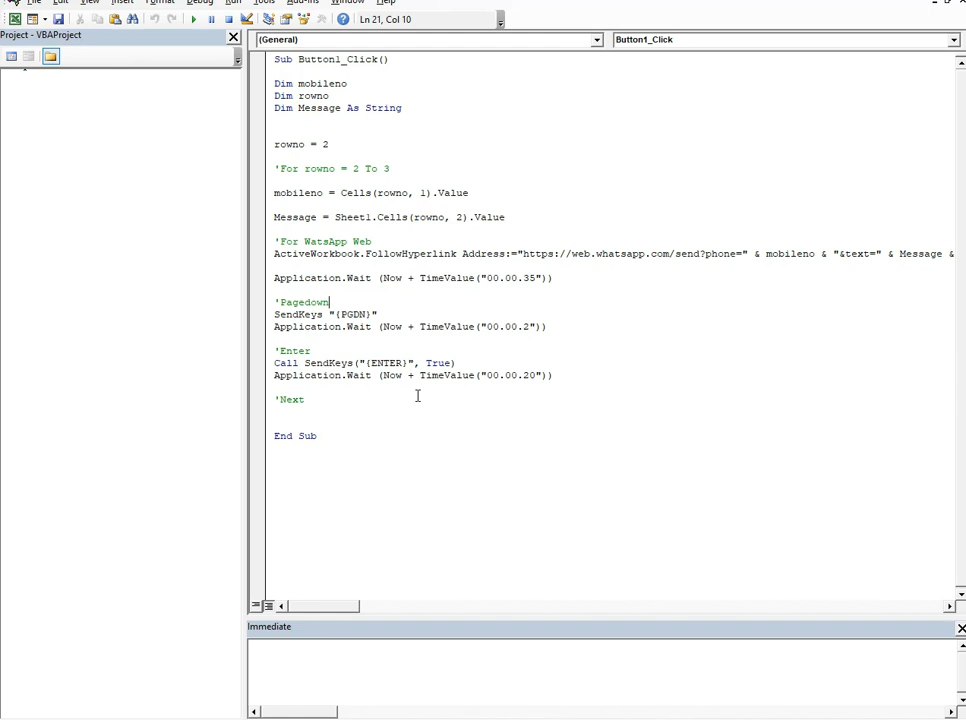 File Edit View Insert Format Debug Run Tools Add-Ins Window Help
Ln 21, Col 10
Project - VBAProject
(General)
Button1_Click
Sub Button1_Click()
Dim mobileno
Dim rowno
Dim Message As String
rowno = 2
'For rowno = 2 To 3
mobileno = Cells(rowno, 1).Value
Message = Sheet1.Cells(rowno, 2).Value
'For WatsApp Web
ActiveWorkbook.FollowHyperlink Address:="https://web.whatsapp.com/send?phone=" & mobileno & "&text=" & Message &
Application.Wait (Now + TimeValue("00.00.35"))
'Pagedown
SendKeys "{PGDN}"
Application.Wait (Now + TimeValue("00.00.2"))
'Enter
Call SendKeys("{ENTER}", True)
Application.Wait (Now + TimeValue("00.00.20"))
'Next
End Sub
Immediate